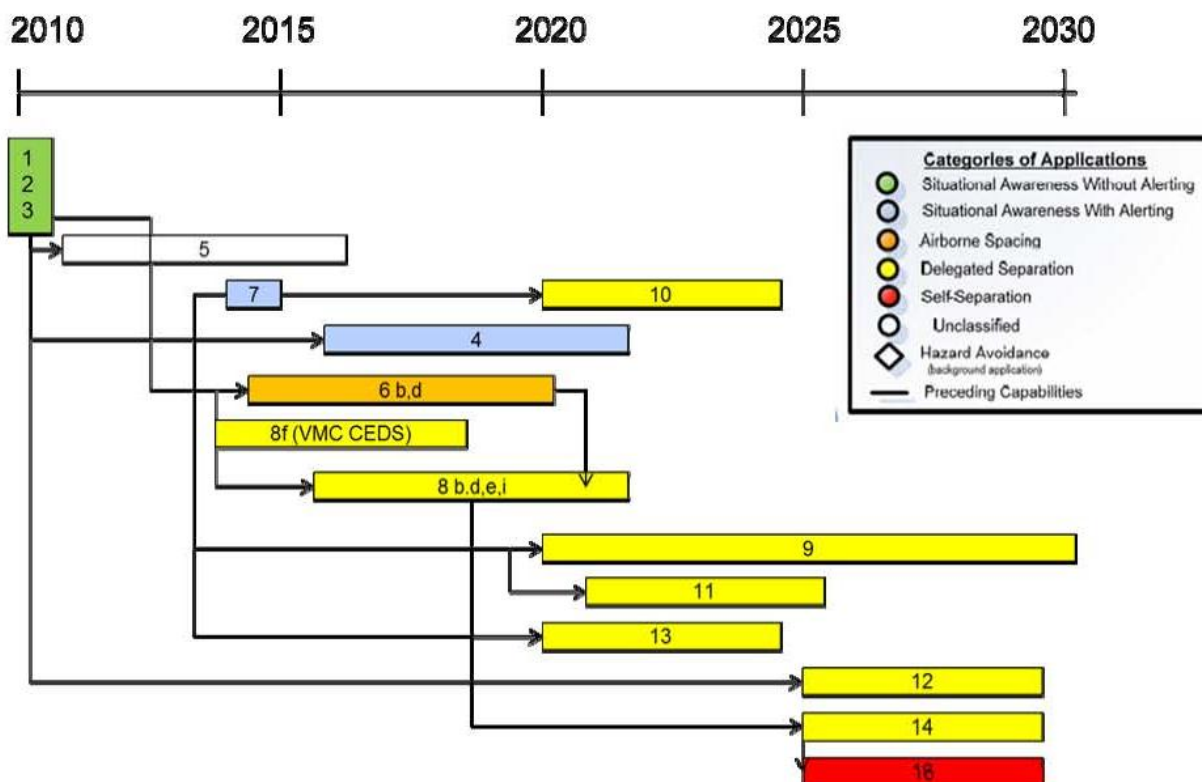 2010 2015 2020 2025 2030
1
2
3
Categories of Applications
Situational Awareness Without Alerting
Situational Awareness With Alerting
Airborne Spacing
Delegated Separation
Self-Separation
Unclassified
Hazard Avoidance
(background application)
Preceding Capabilities
5
7
10
4
6 b,d
8f (VMC CEDS)
8 b.d,e,i
9
11
13
12
14